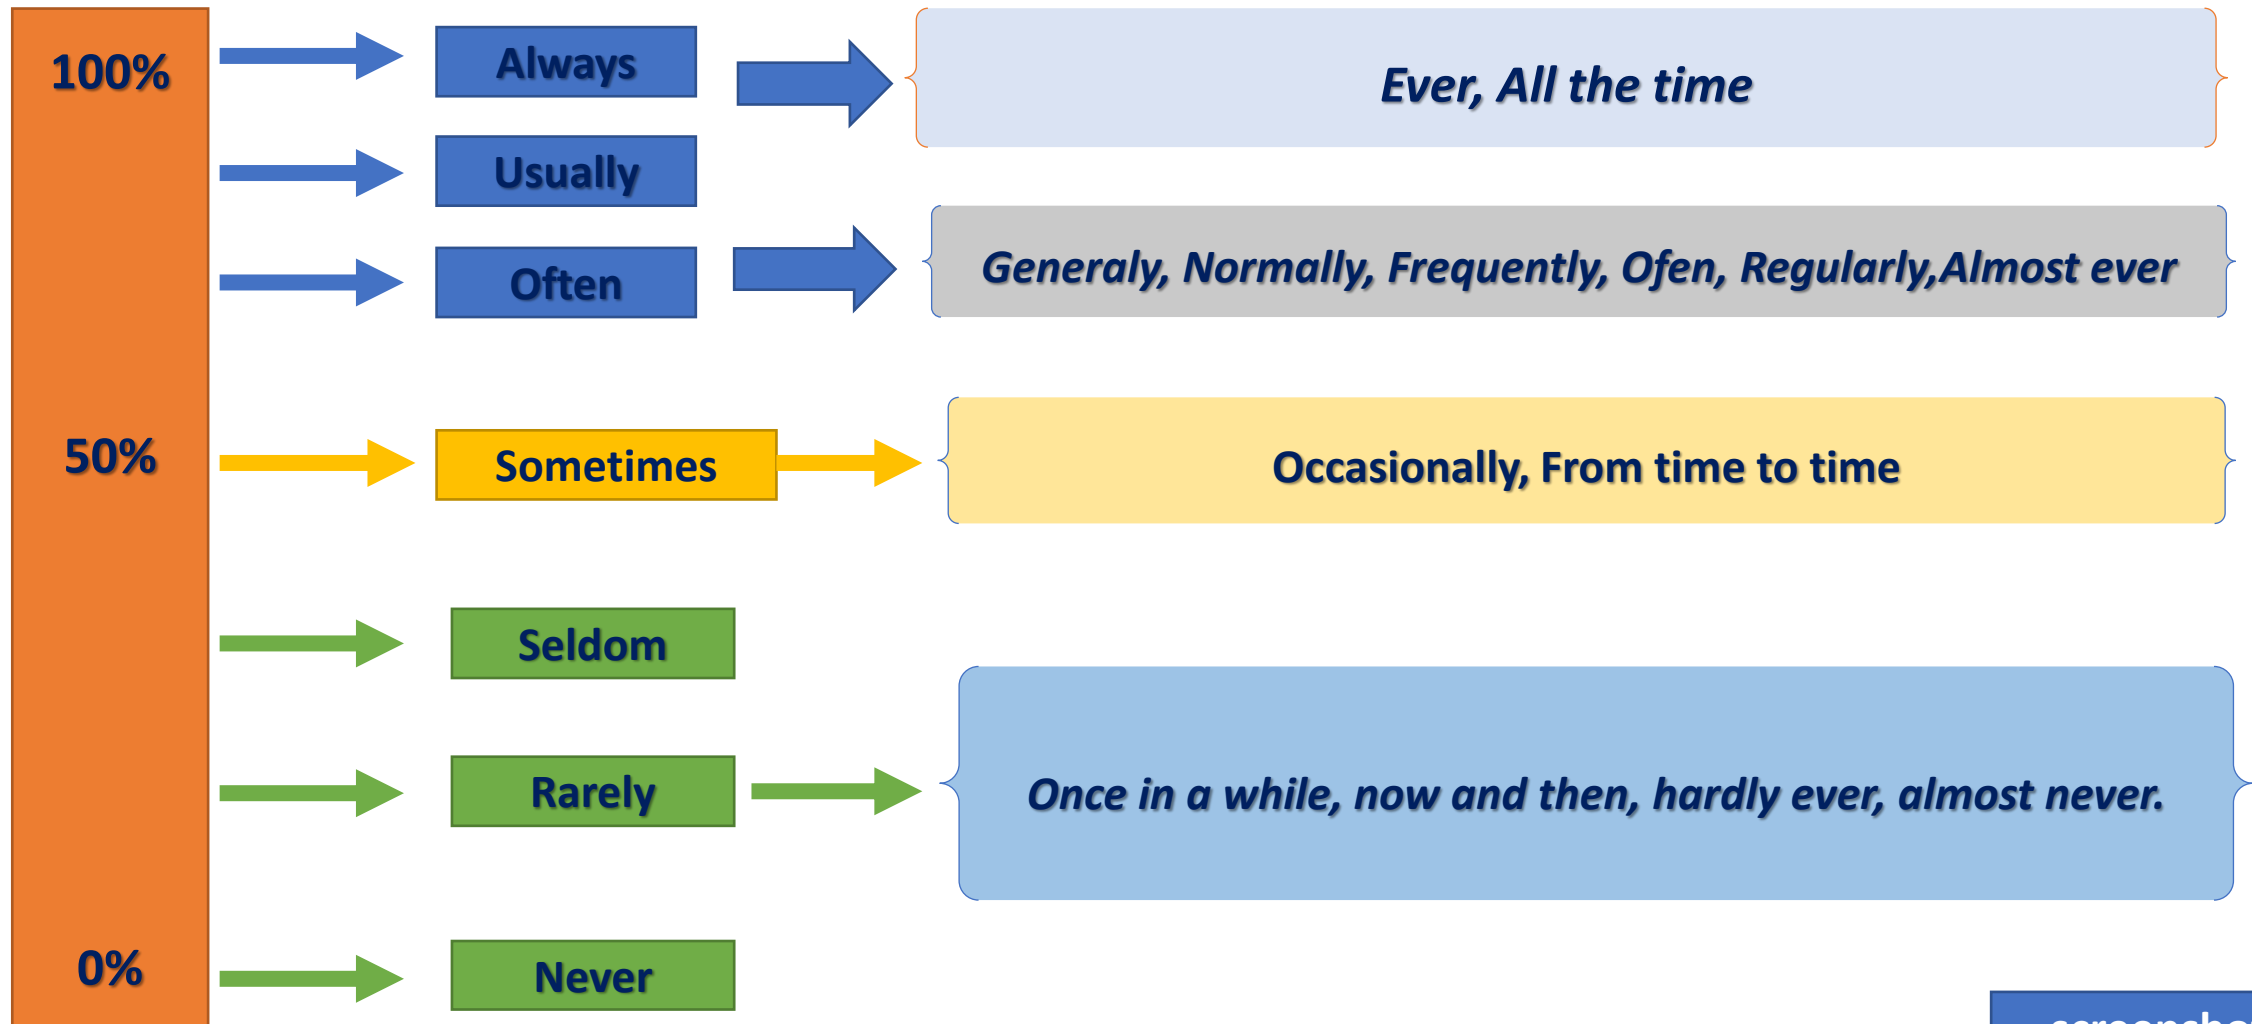 100%
Always
Ever, All the time
Usually
Often
Generaly, Normally, Frequently, Ofen, Regularly,Almost ever
50%
Sometimes
Occasionally, From time to time
Seldom
Rarely
Once in a while, now and then, hardly ever, almost never.
0%
Never